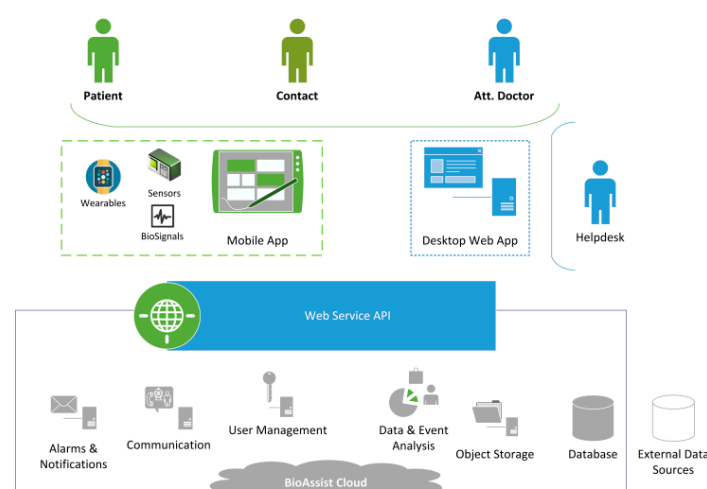 Patient
Contact
Att. Doctor
Wearables
Sensors
BioSignals
Mobile App
Desktop Web App
Helpdesk
Web Service API
Alarms &
Notifications
Communication
User Management
Data & Event
Analysis
Object Storage
Database
External Data
Sources
BioAssist Cloud